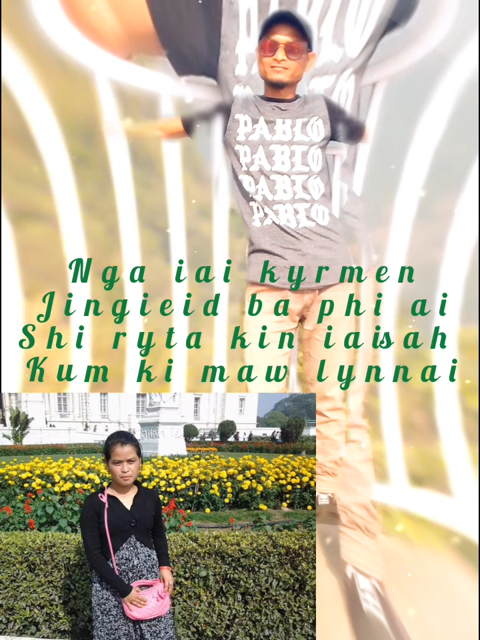 PABLO
PABLO
PABLO
PABLO
Nga iai kyrmen
Jingieid ba phi ai
Shi ryta kin iaisah
Kum ki maw lynnai